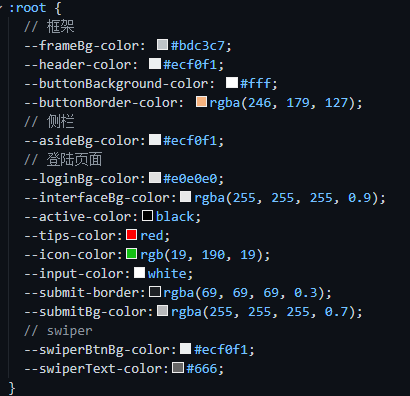 :root {
// 框架
--frameBg-color: #bdc3c7;
--header-color: #ecf0f1;
--buttonBackground-color: #fff;
--buttonBorder-color: rgba(246, 179, 127);
// 侧栏
--asideBg-color:#ecf0f1;
// 登陆页面
--loginBg-color:#e0e0e0;
--interfaceBg-color:rgba(255, 255, 255, 0.9);
--active-color:black;
--tips-color:red;
--icon-color:rgb(19, 190, 19);
--input-color:white;
--submit-border:rgba(69, 69, 69, 0.3);
--submitBg-color:rgba(255, 255, 255, 0.7);
// swiper
--swiperBtnBg-color:#ecf0f1;
--swiperText-color:#666;
}